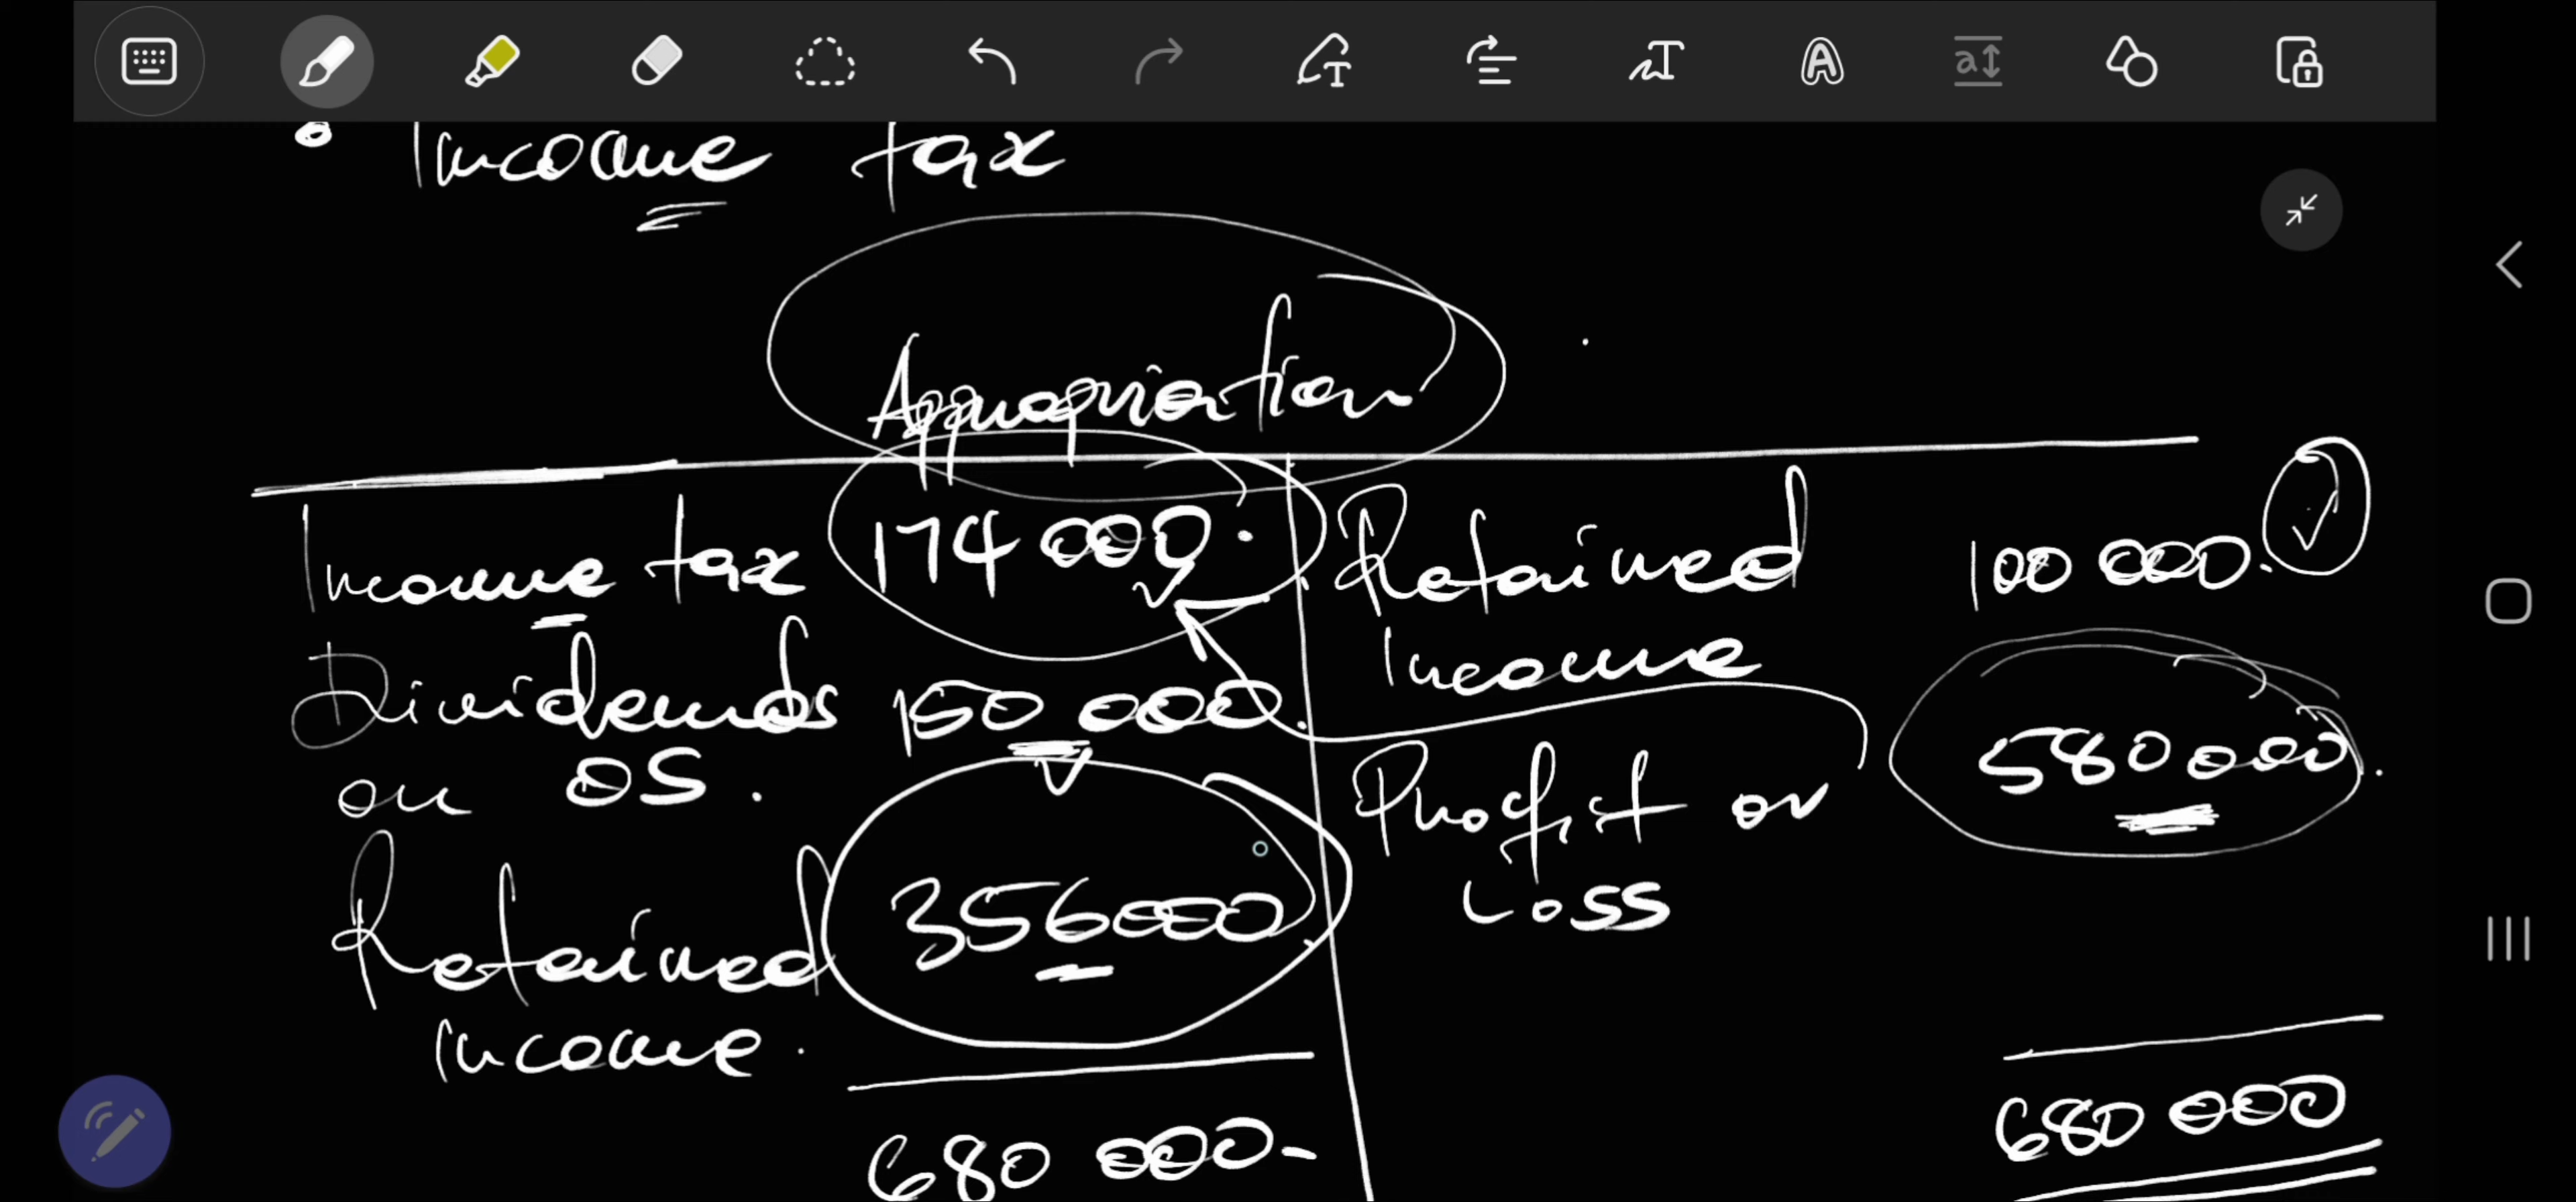 Income tax
Appropriation
Income tax 174 000.
Retained 100 000.
Income
Dividends 150 000.
on OS.
Profit or 580 000.
Loss
Retained 356000
Income.
680 000
680 000